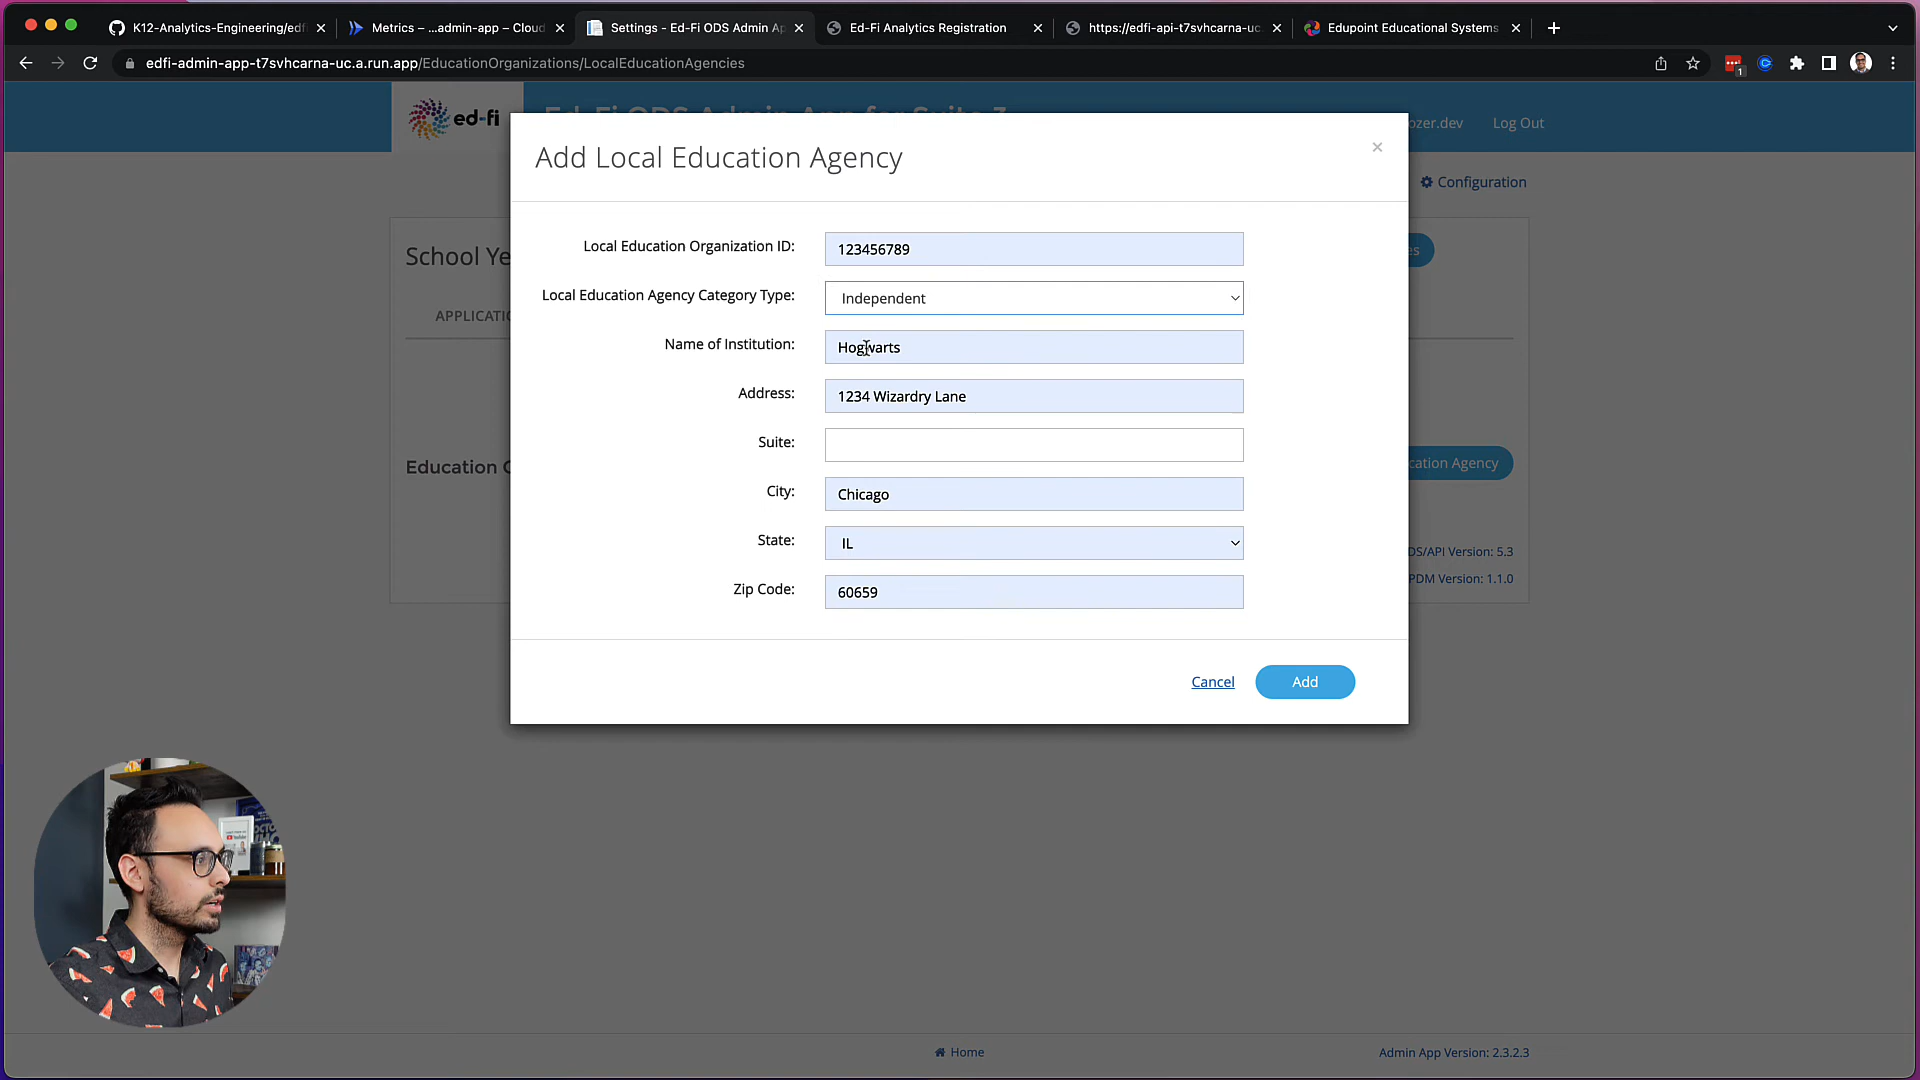 K12-Analytics-Engineering/edfi
Metrics – ...admin-app – Cloud
Settings - Ed-Fi ODS Admin Ap
Ed-Fi Analytics Registration
https://edfi-api-t7svhcarna-uc.
Edupoint Educational Systems
edfi-admin-app-t7svhcarna-uc.a.run.app/EducationOrganizations/LocalEducationAgencies
1
ed-fi
Ed-Fi ODS Admin App for Suite 3
ozer.dev
Log Out
Configuration
Add Local Education Agency
×
School Ye
es
APPLICATIO
Education O
cation Agency
DS/API Version: 5.3
PDM Version: 1.1.0
Local Education Organization ID:
123456789
Local Education Agency Category Type:
Independent
Name of Institution:
Hogwarts
Address:
1234 Wizardry Lane
Suite:
City:
Chicago
State:
IL
Zip Code:
60659
Cancel
Add
Home
Admin App Version: 2.3.2.3